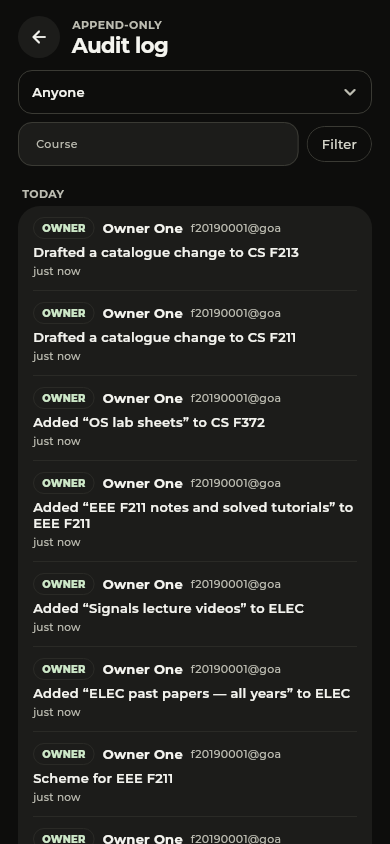 APPEND-ONLY
Audit log
Anyone
Course
Filter
TODAY
OWNER Owner One f20190001@goa
Drafted a catalogue change to CS F213
just now
OWNER Owner One f20190001@goa
Drafted a catalogue change to CS F211
just now
OWNER Owner One f20190001@goa
Added “OS lab sheets” to CS F372
just now
OWNER Owner One f20190001@goa
Added “EEE F211 notes and solved tutorials” to
EEE F211
just now
OWNER Owner One f20190001@goa
Added “Signals lecture videos” to ELEC
just now
OWNER Owner One f20190001@goa
Added “ELEC past papers — all years” to ELEC
just now
OWNER Owner One f20190001@goa
Scheme for EEE F211
just now
OWNER Owner One f20190001@goa